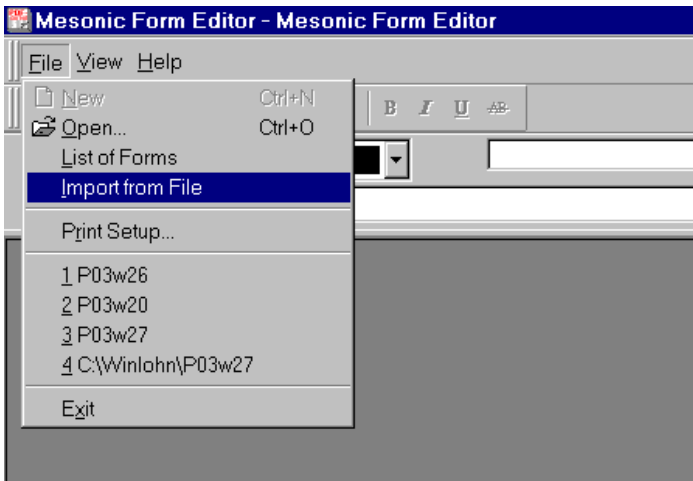 Mesonic Form Editor - Mesonic Form Editor
File View Help
New Ctrl+N
B I U AB
Open... Ctrl+O
List of Forms
Import from File
Print Setup...
1 P03w26
2 P03w20
3 P03w27
4 C:\Winlohn\P03w27
Exit